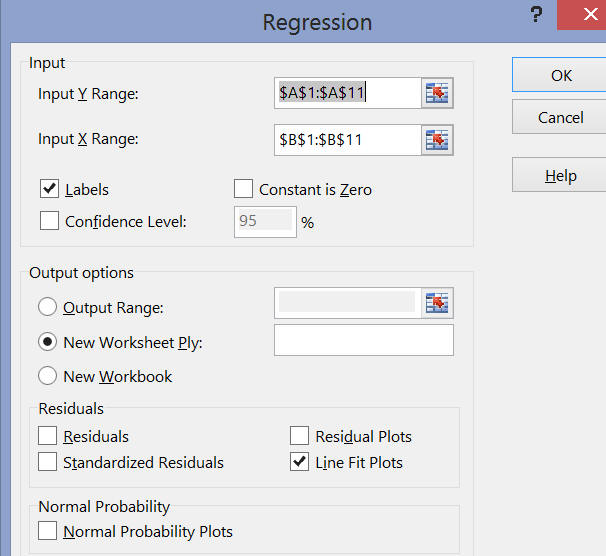 Regression
?
X
Input
Input Y Range:
$A$1:$A$11
Input X Range:
$B$1:$B$11
Labels
Constant is Zero
Confidence Level:
95
%
OK
Cancel
Help
Output options
Output Range:
New Worksheet Ply:
New Workbook
Residuals
Residuals
Residual Plots
Standardized Residuals
Line Fit Plots
Normal Probability
Normal Probability Plots